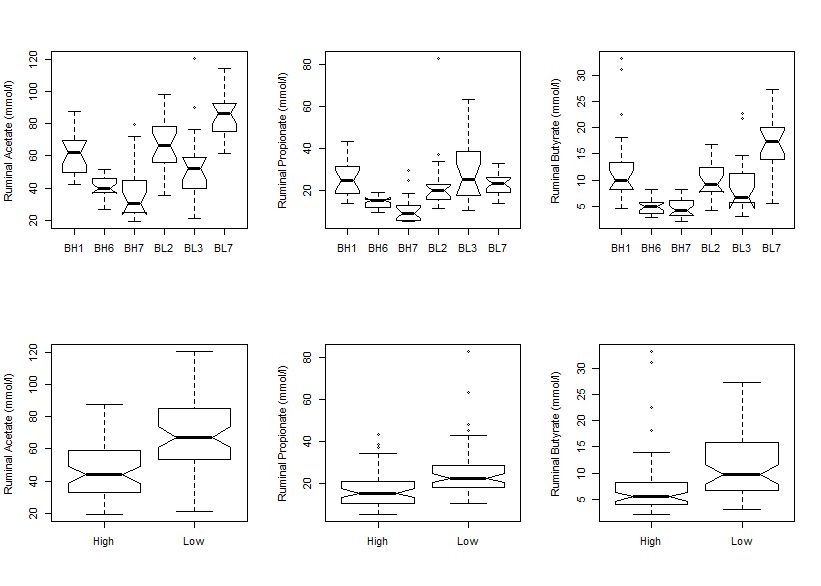 Ruminal Acetate (mmol/l)
120
100
80
60
40
20
BH1 BH6 BH7 BL2 BL3 BL7
Ruminal Propionate (mmol/l)
80
60
40
20
BH1 BH6 BH7 BL2 BL3 BL7
Ruminal Butyrate (mmol/l)
30
25
20
15
10
5
BH1 BH6 BH7 BL2 BL3 BL7
Ruminal Acetate (mmol/l)
120
100
80
60
40
20
High Low
Ruminal Propionate (mmol/l)
80
60
40
20
High Low
Ruminal Butyrate (mmol/l)
30
25
20
15
10
5
High Low